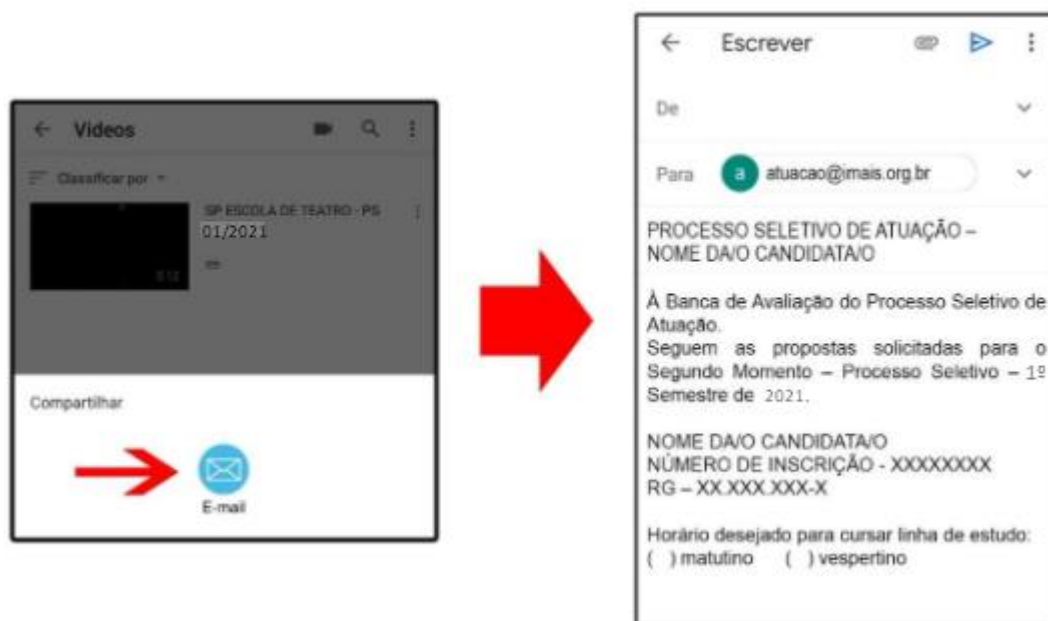 Videos
Classificar por
SP ESCOLA DE TEATRO - PS
01/2021
0:12
Compartilhar
E-mail
Escrever
De
Para a atuacao@imais.org.br
PROCESSO SELETIVO DE ATUAÇÃO –
NOME DA/O CANDIDATA/O
À Banca de Avaliação do Processo Seletivo de
Atuação.
Seguem as propostas solicitadas para o
Segundo Momento – Processo Seletivo – 1º
Semestre de 2021.
NOME DA/O CANDIDATA/O
NÚMERO DE INSCRIÇÃO - XXXXXXXX
RG – XX.XXX.XXX-X
Horário desejado para cursar linha de estudo:
( ) matutino ( ) vespertino